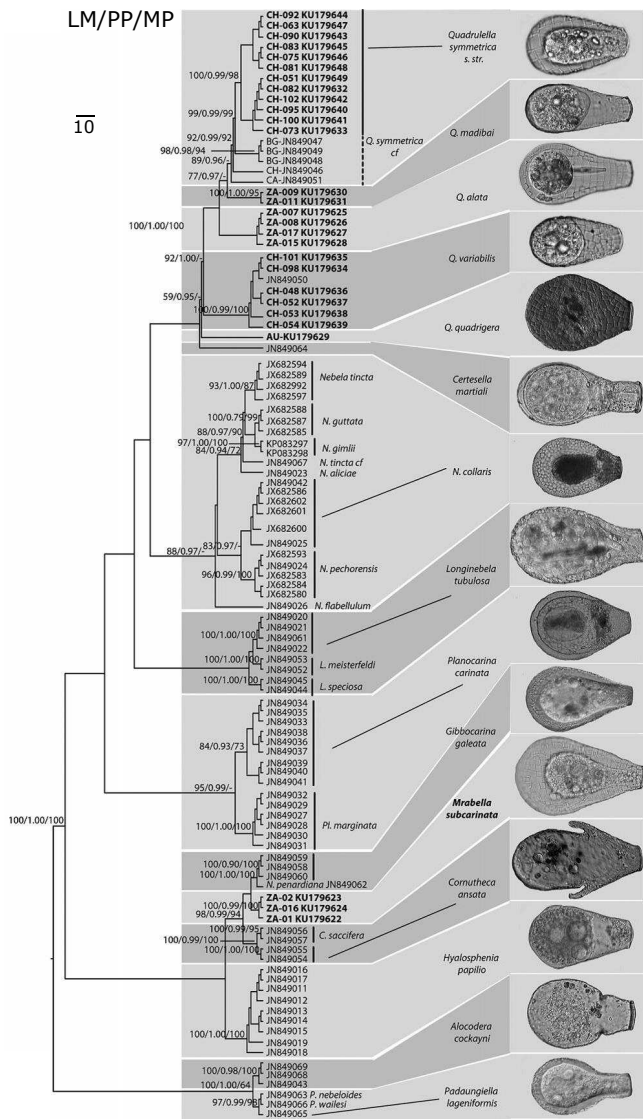 LM/PP/MP
10
CH-092 KU179644
CH-063 KU179647
CH-090 KU179643
CH-083 KU179645
CH-075 KU179646
CH-081 KU179648
CH-051 KU179649
CH-082 KU179632
CH-102 KU179642
CH-095 KU179640
CH-100 KU179641
CH-073 KU179633
BG-JN849047
BG-JN849049
BG-JN849048
CH-JN849046
CA-JN849051
ZA-009 KU179630
ZA-011 KU179631
ZA-007 KU179625
ZA-008 KU179626
ZA-017 KU179627
ZA-015 KU179628
CH-101 KU179635
CH-098 KU179634
JN849050
CH-048 KU179636
CH-052 KU179637
CH-053 KU179638
CH-054 KU179639
AU-KU179629
JN849064
JX682594
JX682589
JX682992
JX682597
JX682588
JX682587
JX682585
KP083297
KP083298
JN849067
JN849023
JN849042
JX682586
JX682602
JX682601
JX682600
JN849025
JX682593
JN849024
JX682583
JX682584
JX682580
JN849026
JN849020
JN849021
JN849061
JN849022
JN849053
JN849052
JN849045
JN849044
JN849034
JN849035
JN849033
JN849038
JN849036
JN849037
JN849039
JN849040
JN849041
JN849032
JN849029
JN849027
JN849028
JN849030
JN849031
JN849059
JN849058
JN849060
N. penardiana JN849062
ZA-02 KU179623
ZA-016 KU179624
ZA-01 KU179622
JN849056
JN849057
JN849055
JN849054
JN849016
JN849017
JN849011
JN849012
JN849013
JN849014
JN849015
JN849019
JN849018
JN849069
JN849068
JN849043
JN849063 P. nebeloides
JN849066 P. wailesi
JN849065
100/0.99/98
99/0.99/99
92/0.99/92
98/0.98/94
89/0.96/-
77/0.97/-
100/1.00/95
100/1.00/100
92/1.00/-
59/0.95/-
100/0.99/100
93/1.00/87
100/0.79/99
88/0.97/90
97/1.00/100
84/0.94/72
83/0.97/-
88/0.97/-
96/0.99/100
100/1.00/100
100/1.00/100
100/1.00/100
84/0.93/73
95/0.99/-
100/1.00/100
100/1.00/100
100/0.90/100
100/1.00/100
100/0.99/100
98/0.99/94
100/0.99/95
100/0.99/100
100/1.00/100
100/1.00/100
100/0.98/100
100/1.00/64
97/0.99/98
Q. symmetrica
cf
Nebela tincta
N. guttata
N. gimlii
N. tincta cf
N. aliciae
N. pechorensis
N. flabellulum
L. meisterfeldi
L. speciosa
Pl. marginata
C. saccifera
Quadrulella
symmetrica
s. str.
Q. madibai
Q. alata
Q. variabilis
Q. quadrigera
Certesella
martiali
N. collaris
Longinebela
tubulosa
Planocarina
carinata
Gibbocarina
galeata
Mrabella
subcarinata
Cornutheca
ansata
Hyalosphenia
papilio
Alocodera
cockayni
Padaungiella
lageniformis